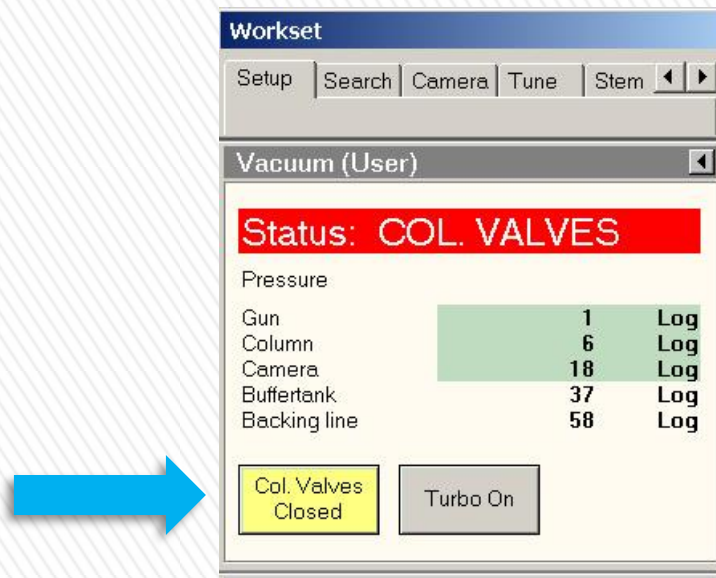 Workset
Setup Search Camera Tune Stem
Vacuum (User)
Status: COL. VALVES
Pressure
Gun 1 Log
Column 6 Log
Camera 18 Log
Buffertank 37 Log
Backing line 58 Log
Col. Valves
Closed
Turbo On